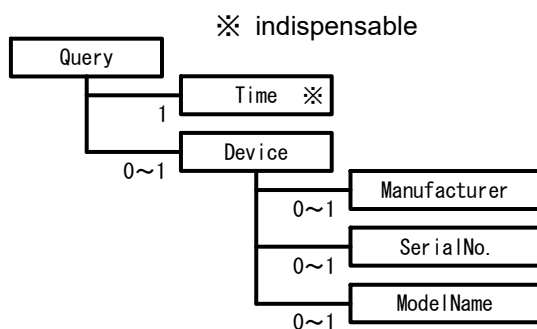 ※ indispensable
Query
Time ※
1
Device
0～1
Manufacturer
0～1
SerialNo.
0～1
ModelName
0～1